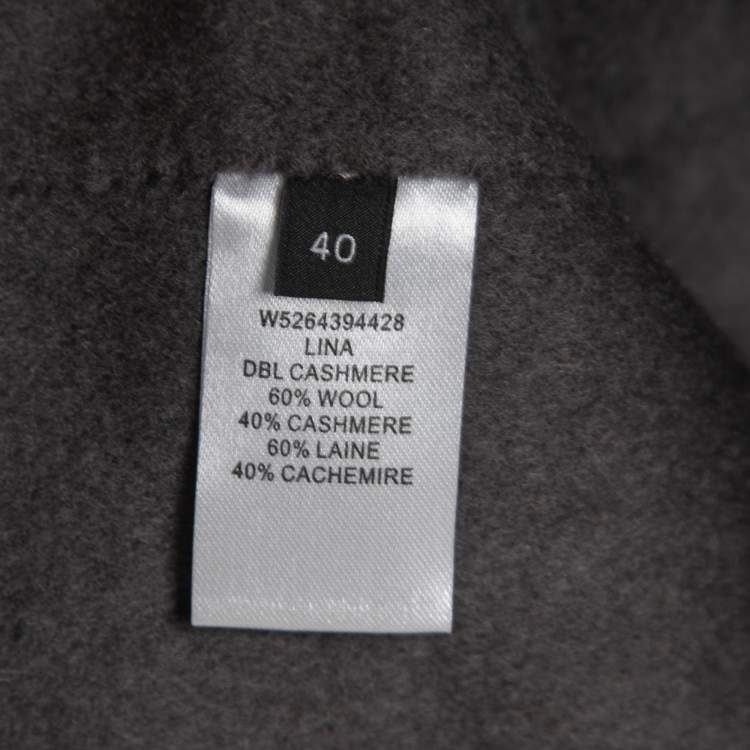 40
W5264394428
LINA
DBL CASHMERE
60% WOOL
40% CASHMERE
60% LAINE
40% CACHEMIRE